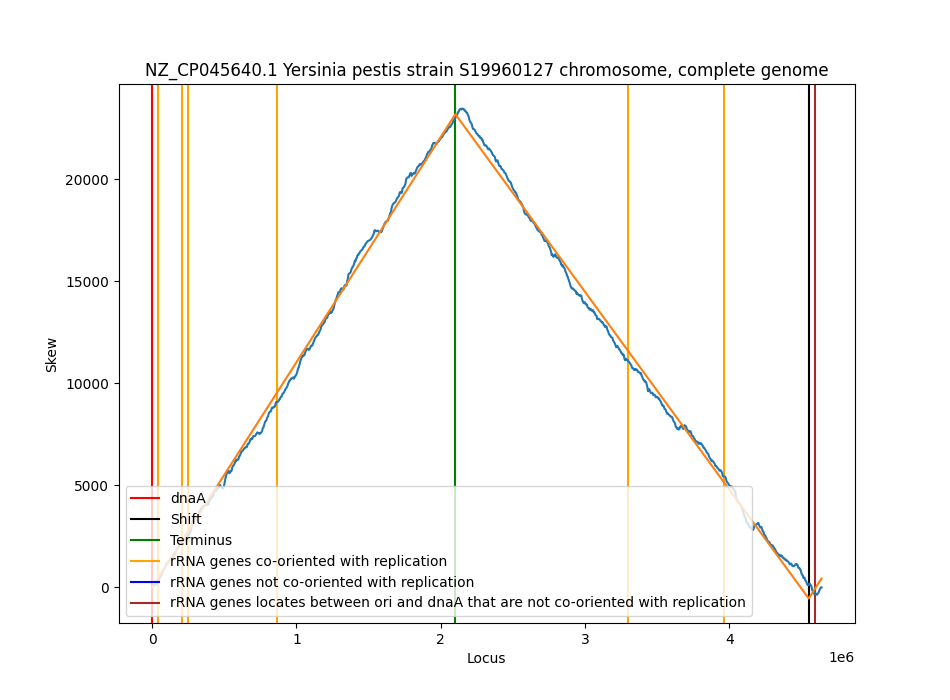 NZ_CP045640.1 Yersinia pestis strain S19960127 chromosome, complete genome
20000
15000
10000
5000
0
Skew
dnaA
Shift
Terminus
rRNA genes co-oriented with replication
rRNA genes not co-oriented with replication
rRNA genes locates between ori and dnaA that are not co-oriented with replication
0
1
2
3
4
1e6
Locus